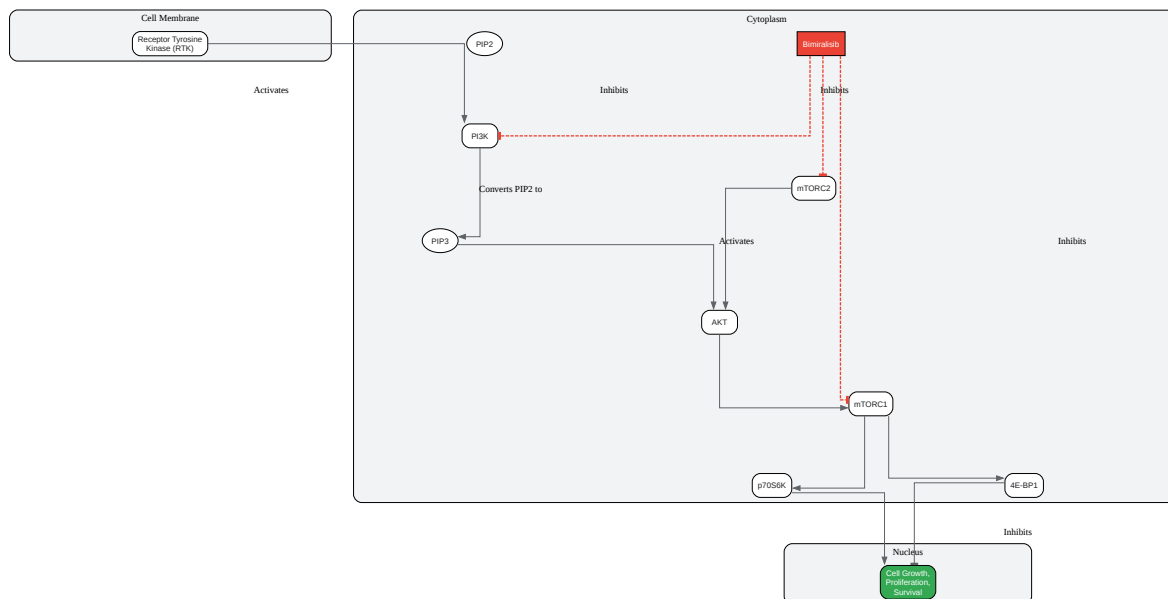 Cell Membrane
Cytoplasm
Receptor Tyrosine
Kinase (RTK)
PIP2
Bimiralisib
Activates
Inhibits
Inhibits
PI3K
Converts PIP2 to
mTORC2
PIP3
Activates
Inhibits
AKT
mTORC1
p70S6K
4E-BP1
Inhibits
Nucleus
Cell Growth,
Proliferation,
Survival